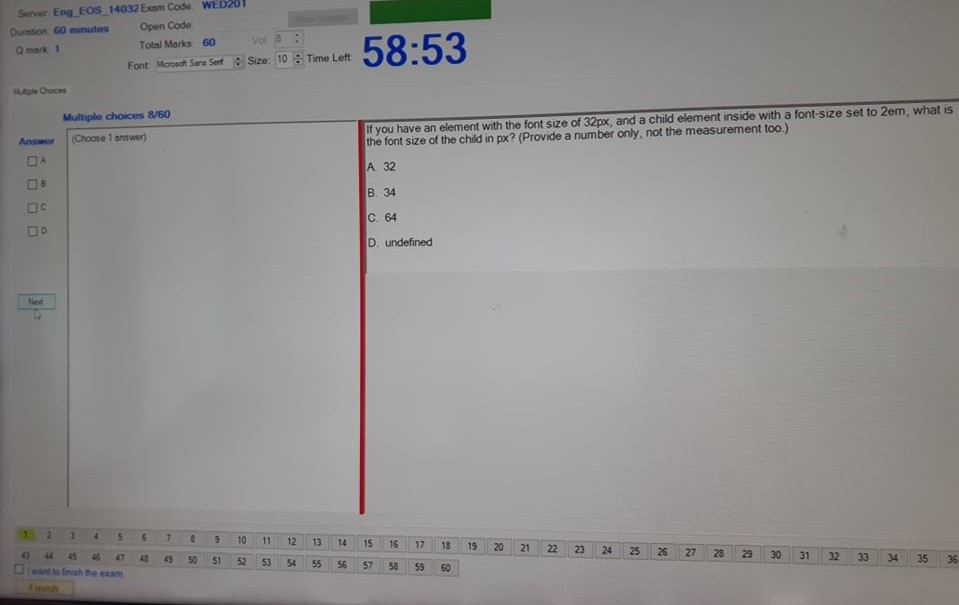 Server: Eng_EOS_14032 Exam Code: WED201
Duration: 60 minutes Open Code:
Q mark: 1 Total Marks: 60 Vol: 8
Font: Microsoft Sans Serif Size: 10 Time Left: 58:53
Multiple Choices
Multiple choices 8/60
Answer (Choose 1 answer)
A
B
C
D
Next
If you have an element with the font size of 32px, and a child element inside with a font-size set to 2em, what is
the font size of the child in px? (Provide a number only, not the measurement too.)
A. 32
B. 34
C. 64
D. undefined
1 2 3 4 5 6 7 8 9 10 11 12 13 14 15 16 17 18 19 20 21 22 23 24 25 26 27 28 29 30 31 32 33 34 35 36
43 44 45 46 47 48 49 50 51 52 53 54 55 56 57 58 59 60
I want to finish the exam
Finish